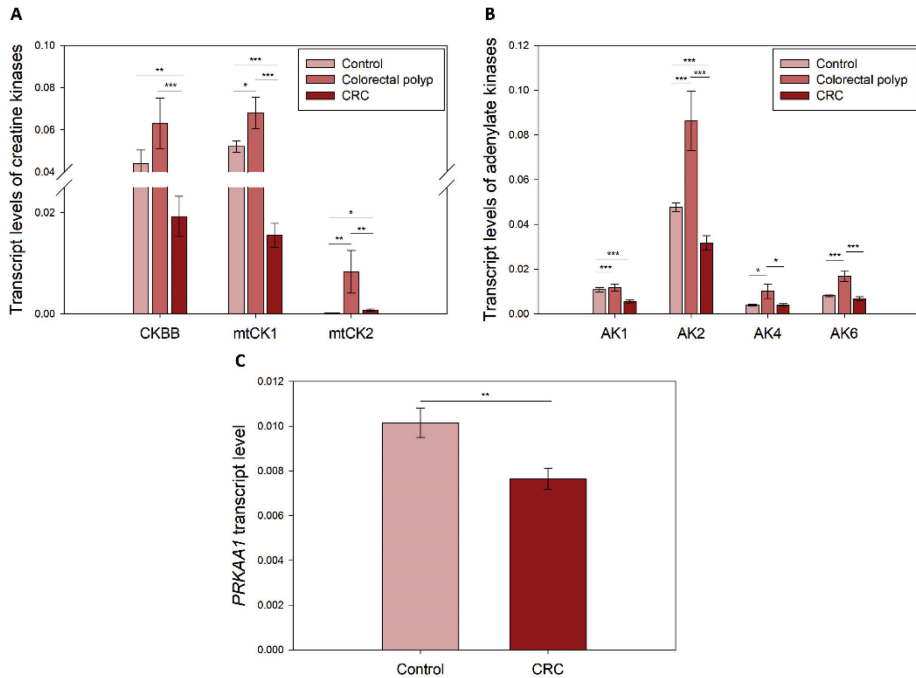 A
Transcript levels of creatine kinases
0.10
0.08
0.06
0.04
0.02
0.00
Control
Colorectal polyp
CRC
**
***
***
*
***
*
**
**
CKBB
mtCK1
mtCK2
B
Transcript levels of adenylate kinases
0.12
0.10
0.08
0.06
0.04
0.02
0.00
Control
Colorectal polyp
CRC
***
***
***
***
***
*
*
***
***
AK1
AK2
AK4
AK6
C
PRKAA1 transcript level
0.012
0.010
0.008
0.006
0.004
0.002
0.000
**
Control
CRC